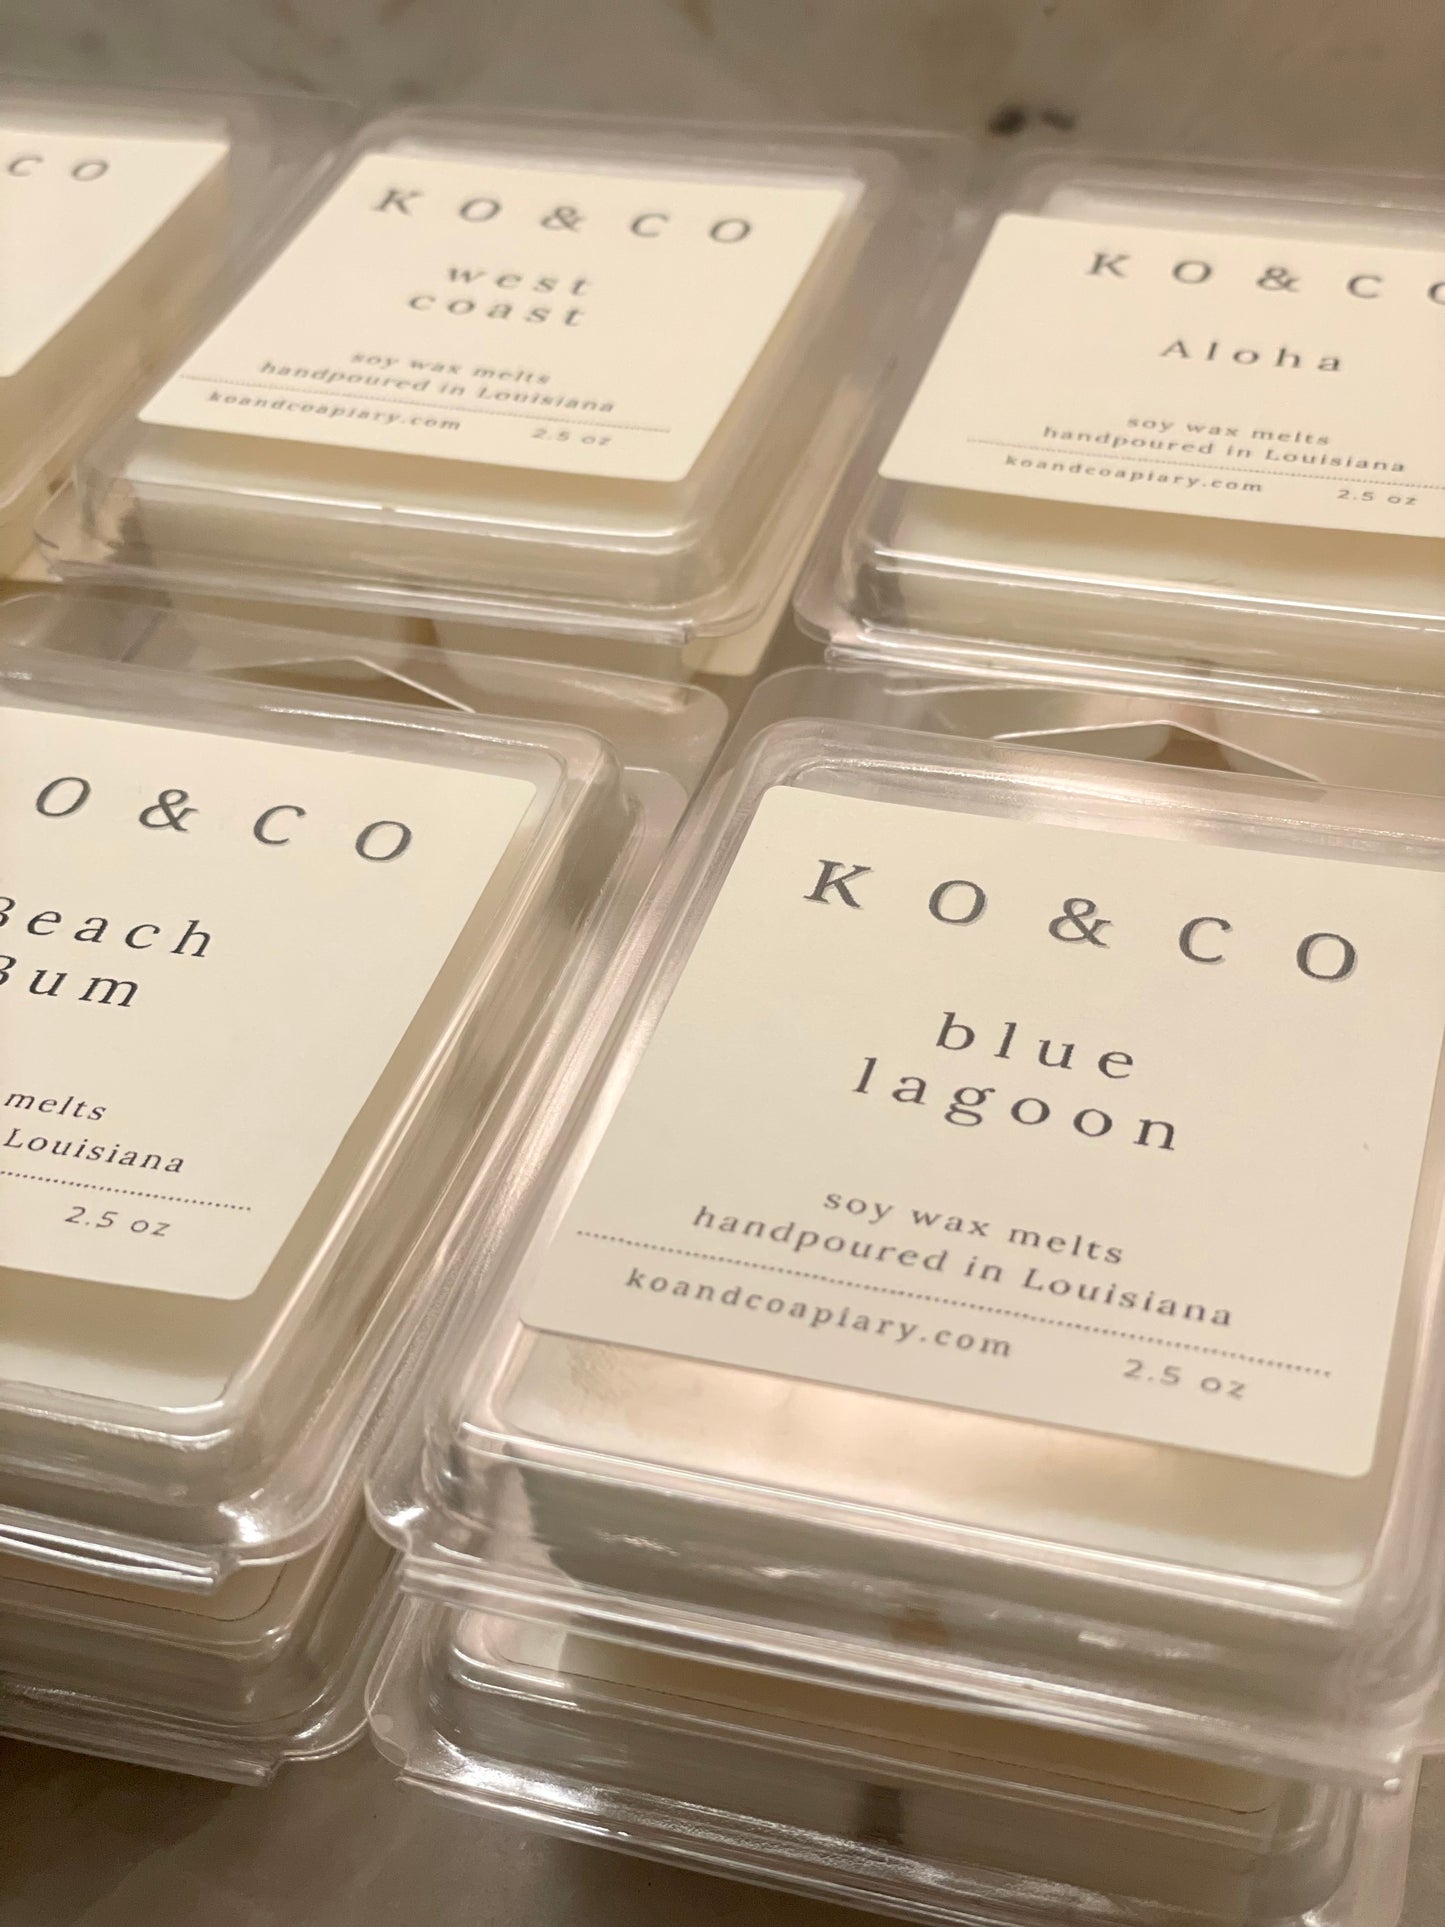 C O
K O & C O
west
coast
soy wax melts
handpoured in Louisiana
koandcoapiary.com 2.5 oz
K O & C
Aloha
soy wax melts
handpoured in Louisiana
koandcoapiary.com 2.5 oz
O & C O
Beach
Bum
melts
Louisiana
2.5 oz
K O & C O
blue
lagoon
soy wax melts
handpoured in Louisiana
koandcoapiary.com 2.5 oz